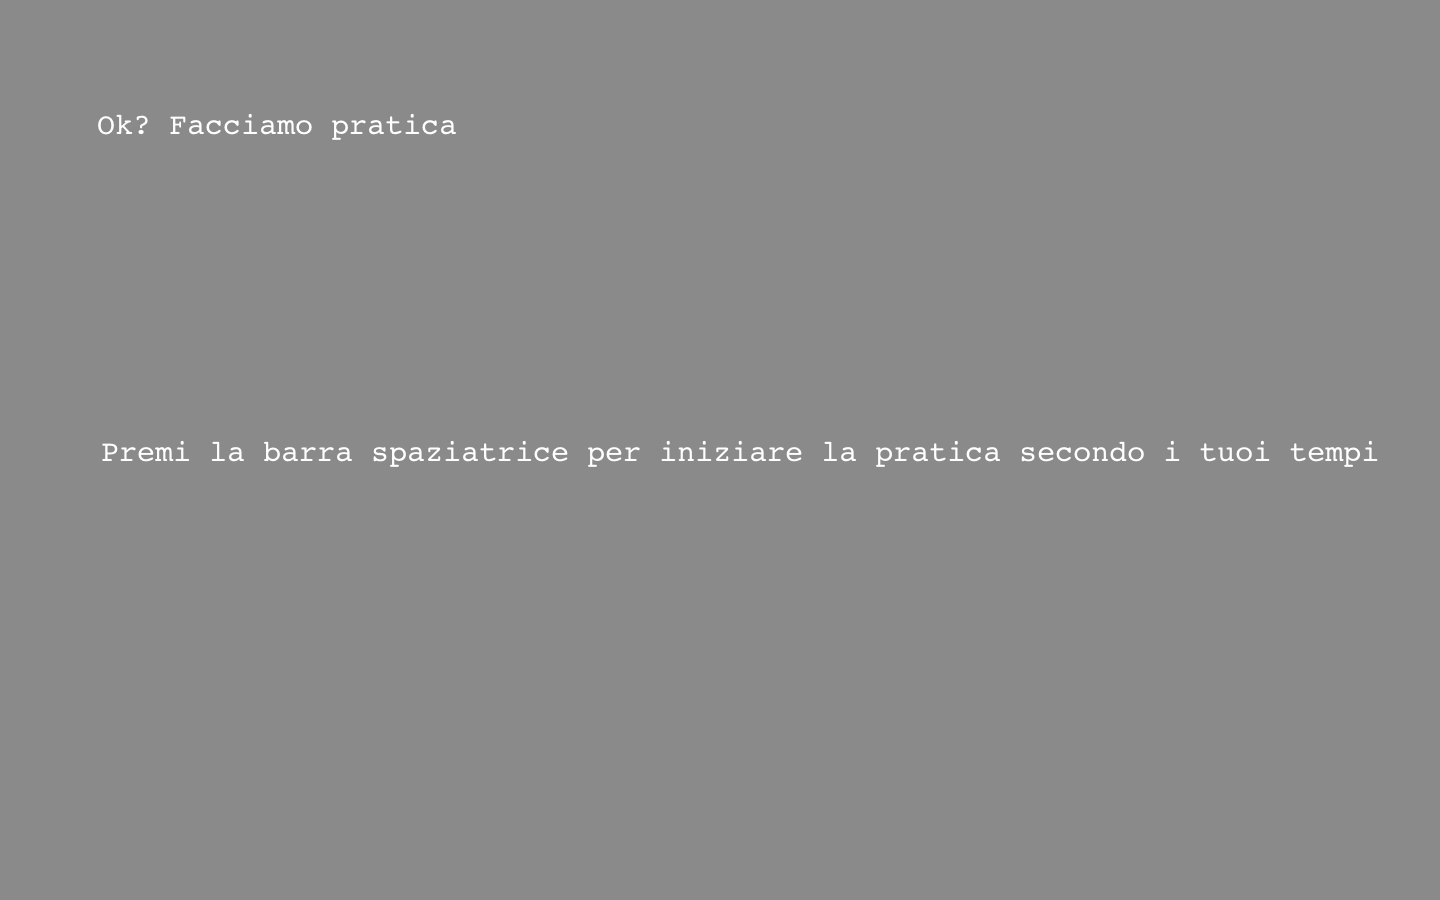 Ok? Facciamo pratica
Premi la barra spaziatrice per iniziare la pratica secondo i tuoi tempi